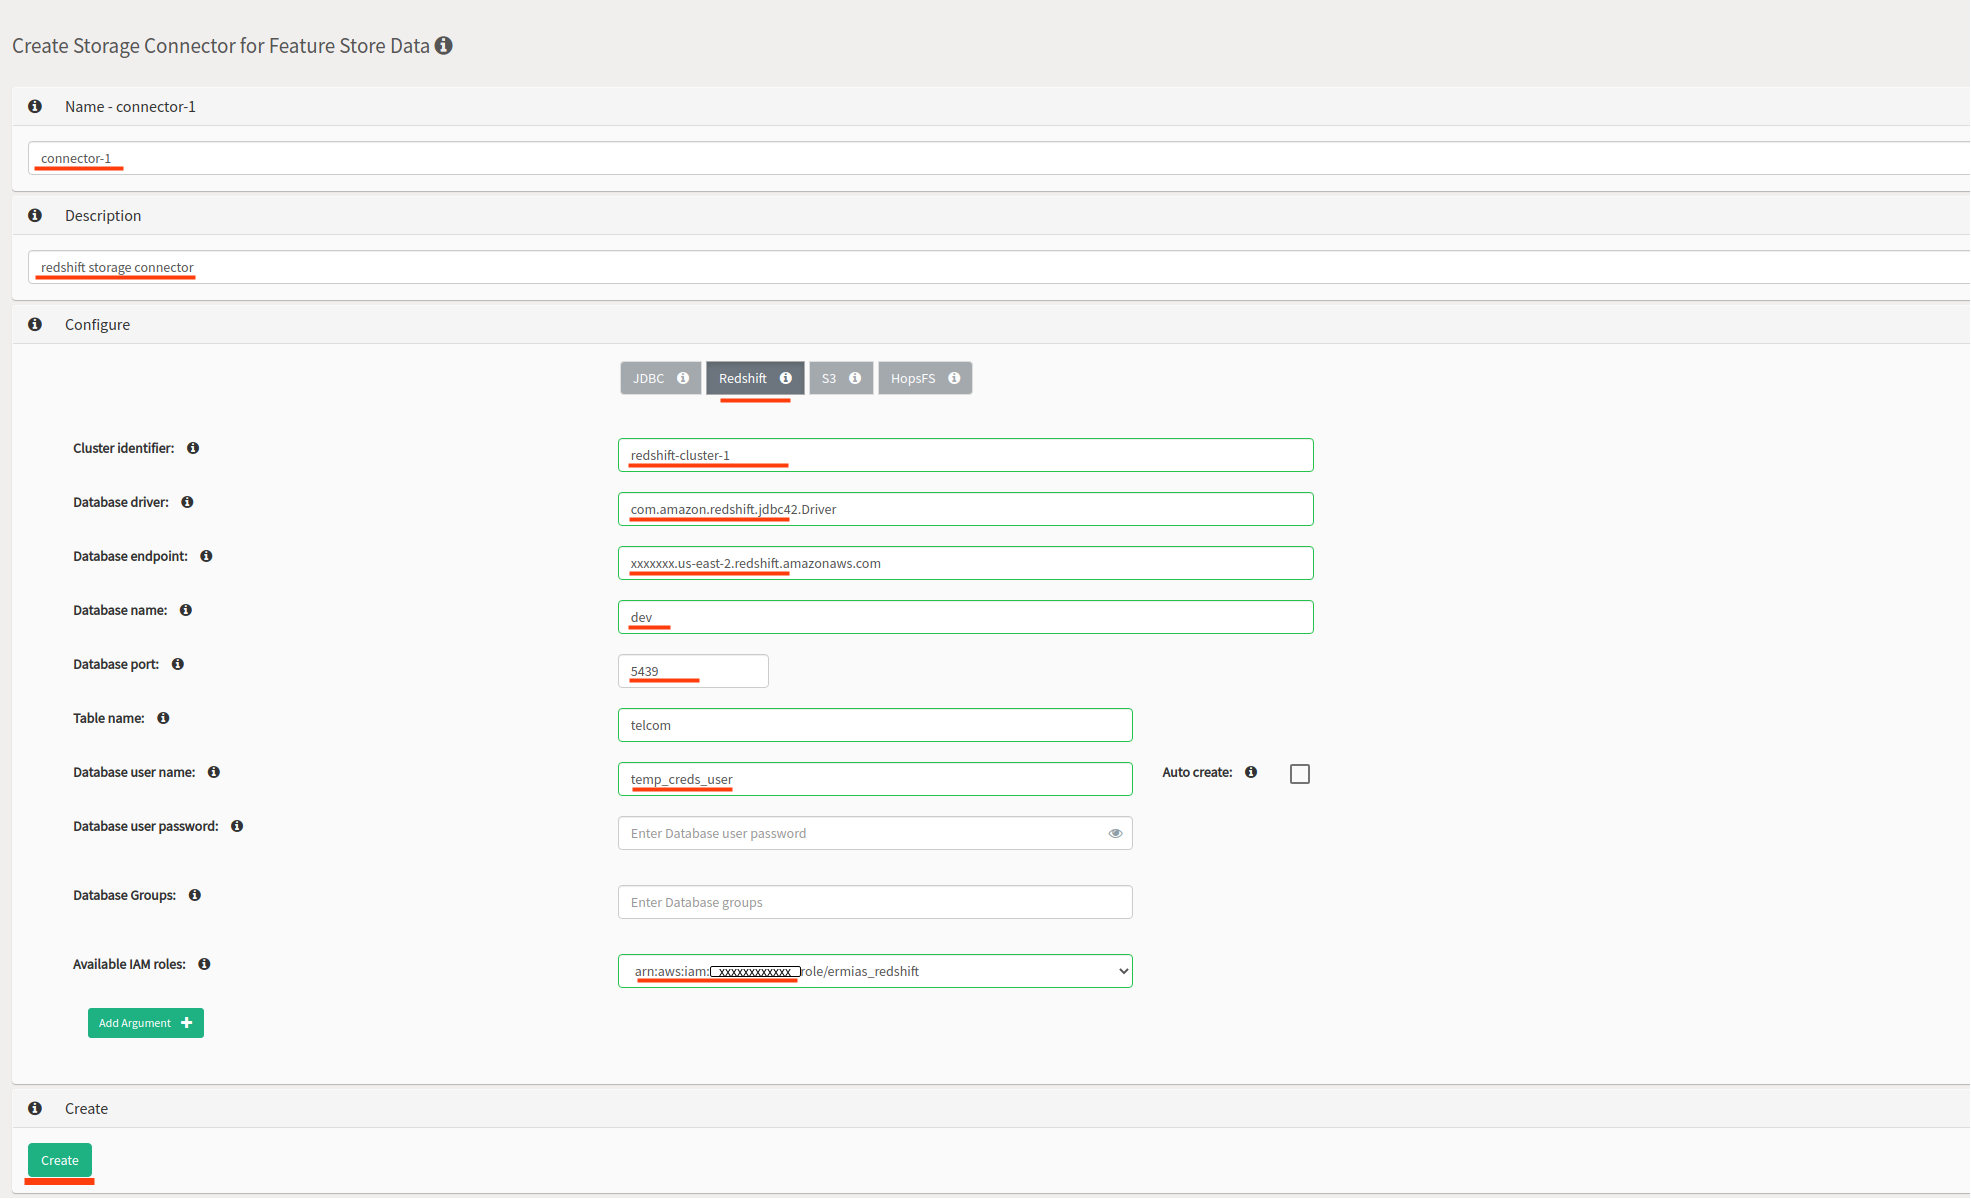 Create Storage Connector for Feature Store Data
Name - connector-1
connector-1
Description
redshift storage connector
Configure
JDBC Redshift S3 HopsFS
Cluster identifier: redshift-cluster-1
Database driver: com.amazon.redshift.jdbc42.Driver
Database endpoint: xxxxxxx.us-east-2.redshift.amazonaws.com
Database name: dev
Database port: 5439
Table name: telcom
Database user name: temp_creds_user Auto create:
Database user password: Enter Database user password
Database Groups: Enter Database groups
Available IAM roles: arn:aws:iam: xxxxxxxxxxxx role/ermias_redshift
Add Argument
Create
Create